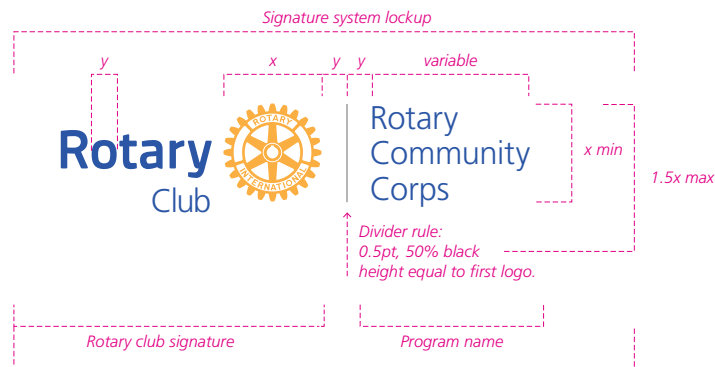 Signature system lockup
y
x
y
y
variable
Rotary
Club
ROTARY
INTERNATIONAL
Rotary
Community
Corps
x min
1.5x max
Divider rule:
0.5pt, 50% black
height equal to first logo.
Rotary club signature
Program name